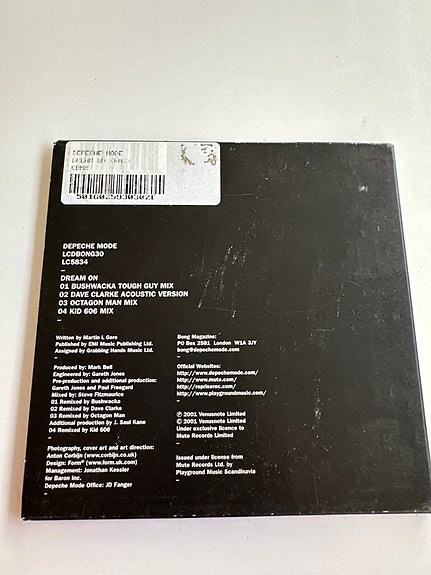 DEPECHE MODE
5016025930302
DEPECHE MODE
LCDBONG30
LC5834
DREAM ON
01 BUSHWACKA TOUGH GUY MIX
02 DAVE CLARKE ACOUSTIC VERSION
03 OCTAGON MAN MIX
04 KID 606 MIX
Written by Martin L Gore
Published by EMI Music Publishing Ltd.
Assigned by Grabbing Hands Music Ltd.
Produced by: Mark Bell
Engineered by: Gareth Jones
Pre-production and additional production:
Gareth Jones and Paul Freegard
Mixed by: Steve Fitzmaurice
01 Remixed by Bushwacka
02 Remixed by Dave Clarke
03 Remixed by Octagon Man
Additional production by J. Saul Kane
04 Remixed by Kid 606
Photography, cover art and art direction:
Anton Corbijn (www.corbijn.co.uk)
Design: Form® (www.form.uk.com)
Management: Jonathan Kessler
for Baron Inc.
Depeche Mode Office: JD Fanger
Bong Magazine:
PO Box 2581 London W1A 3JY
bong@depechemode.com
Official Websites:
http://www.depechemode.com/
http://www.mute.com/
http://repriserec.com/
http://www.playgroundmusic.com/
℗ 2001 Venusnote Limited
© 2001 Venusnote Limited
Under exclusive licence to
Mute Records Limited
Issued under license from
Mute Records Ltd. by
Playground Music Scandinavia